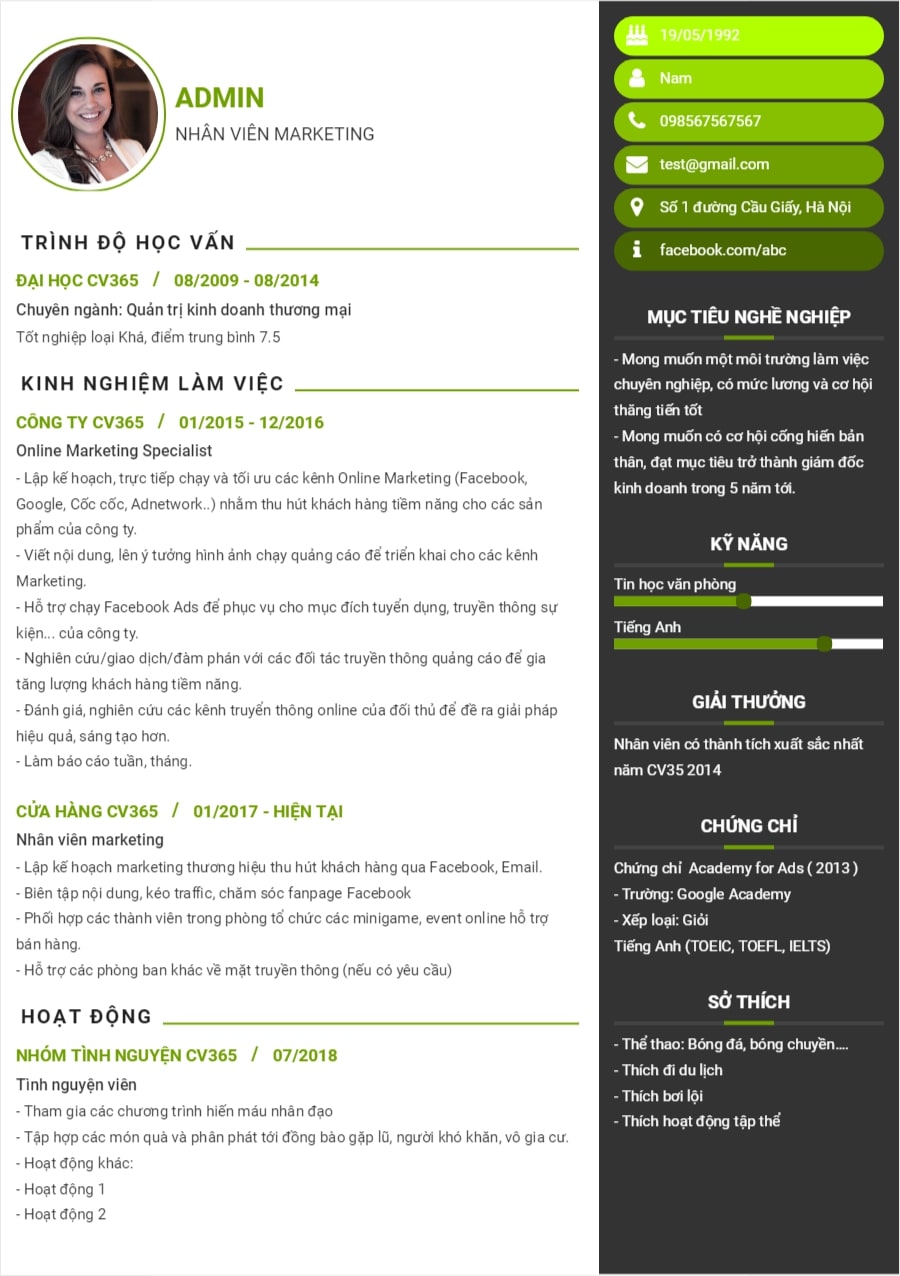 ADMIN
NHÂN VIÊN MARKETING
TRÌNH ĐỘ HỌC VẤN
ĐẠI HỌC CV365 / 08/2009 - 08/2014
Chuyên ngành: Quản trị kinh doanh thương mại
Tốt nghiệp loại Khá, điểm trung bình 7.5
KINH NGHIỆM LÀM VIỆC
CÔNG TY CV365 / 01/2015 - 12/2016
Online Marketing Specialist
- Lập kế hoạch, trực tiếp chạy và tối ưu các kênh Online Marketing (Facebook,
Google, Cốc cốc, Adnetwork..) nhằm thu hút khách hàng tiềm năng cho các sản
phẩm của công ty.
- Viết nội dung, lên ý tưởng hình ảnh chạy quảng cáo để triển khai cho các kênh
Marketing.
- Hỗ trợ chạy Facebook Ads để phục vụ cho mục đích tuyển dụng, truyền thông sự
kiện... của công ty.
- Nghiên cứu/giao dịch/đàm phán với các đối tác truyền thông quảng cáo để gia
tăng lượng khách hàng tiềm năng.
- Đánh giá, nghiên cứu các kênh truyển thông online của đối thủ để đề ra giải pháp
hiệu quả, sáng tạo hơn.
- Làm báo cáo tuần, tháng.
CỬA HÀNG CV365 / 01/2017 - HIỆN TẠI
Nhân viên marketing
- Lập kế hoạch marketing thương hiệu thu hút khách hàng qua Facebook, Email.
- Biên tập nội dung, kéo traffic, chăm sóc fanpage Facebook
- Phối hợp các thành viên trong phòng tổ chức các minigame, event online hỗ trợ
bán hàng.
- Hỗ trợ các phòng ban khác về mặt truyền thông (nếu có yêu cầu)
HOẠT ĐỘNG
NHÓM TÌNH NGUYỆN CV365 / 07/2018
Tình nguyện viên
- Tham gia các chương trình hiến máu nhân đạo
- Tập hợp các món quà và phân phát tới đồng bào gặp lũ, người khó khăn, vô gia cư.
- Hoạt động khác:
- Hoạt động 1
- Hoạt động 2
19/05/1992
Nam
098567567567
test@gmail.com
Số 1 đường Cầu Giấy, Hà Nội
facebook.com/abc
MỤC TIÊU NGHỀ NGHIỆP
- Mong muốn một môi trường làm việc
chuyên nghiệp, có mức lương và cơ hội
thăng tiến tốt
- Mong muốn có cơ hội cống hiến bản
thân, đạt mục tiêu trở thành giám đốc
kinh doanh trong 5 năm tới.
KỸ NĂNG
Tin học văn phòng
Tiếng Anh
GIẢI THƯỞNG
Nhân viên có thành tích xuất sắc nhất
năm CV35 2014
CHỨNG CHỈ
Chứng chỉ Academy for Ads ( 2013 )
- Trường: Google Academy
- Xếp loại: Giỏi
Tiếng Anh (TOEIC, TOEFL, IELTS)
SỞ THÍCH
- Thể thao: Bóng đá, bóng chuyền....
- Thích đi du lịch
- Thích bơi lội
- Thích hoạt động tập thể